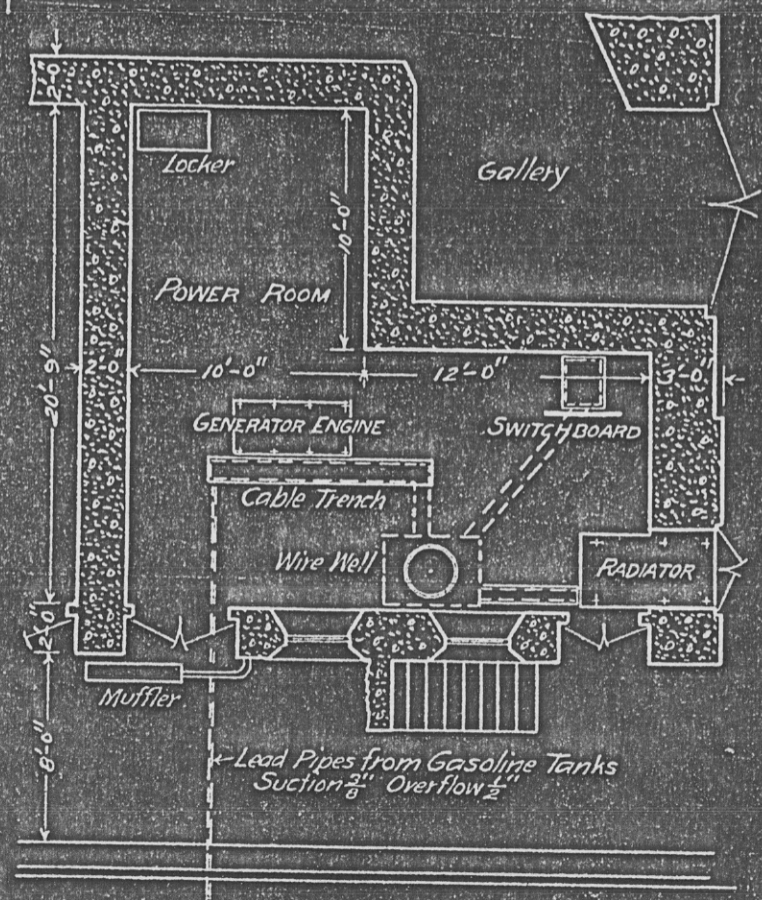 2'-0"
Locker
Gallery
10'-0"
POWER ROOM
20'-9"
2'-0"
10'-0"
12'-0"
3'-0"
GENERATOR ENGINE
SWITCHBOARD
Cable Trench
Wire Well
RADIATOR
2'-0"
Muffler
8'-0"
Lead Pipes from Gasoline Tanks
Suction 3/8" Overflow 1/2"